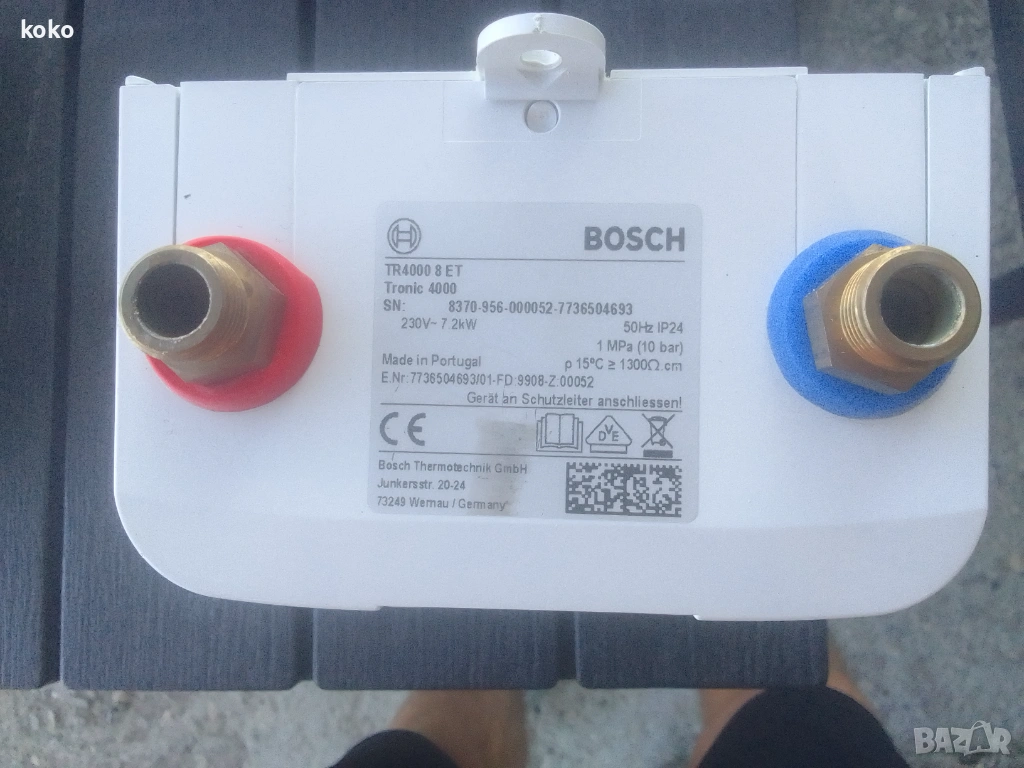 koko
BOSCH
TR4000 8 ET
Tronic 4000
SN: 8370-956-000052-7736504693
230V~ 7.2kW 50Hz IP24
1 MPa (10 bar)
Made in Portugal ρ 15ºC ≥ 1300Ω.cm
E.Nr:7736504693/01-FD:9908-Z:00052
Gerät an Schutzleiter anschliessen!
CE DVE
Bosch Thermotechnik GmbH
Junkersstr. 20-24
73249 Wernau / Germany
BAZAR